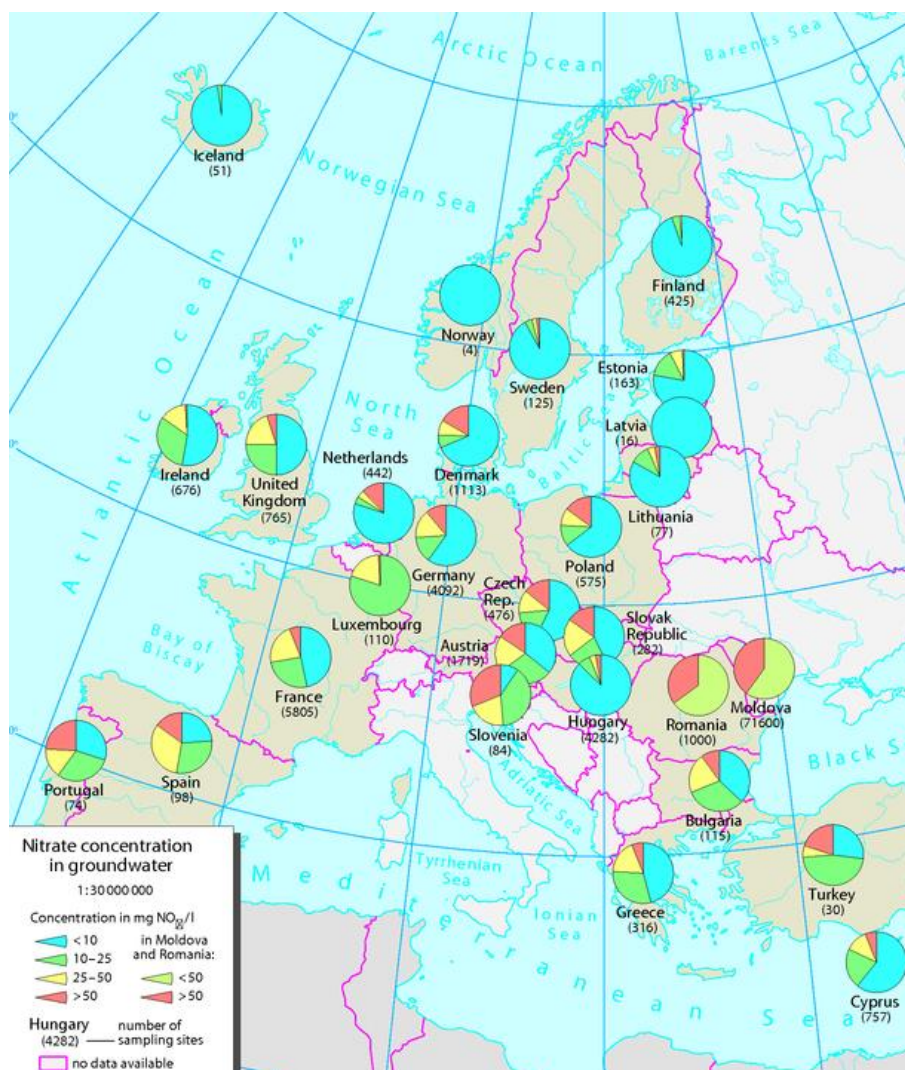 Arctic Ocean
Barents Sea
Iceland
(51)
Norwegian Sea
Finland
(425)
Norway
(4)
Sweden
(125)
Estonia
(163)
Latvia
(16)
Atlantic Ocean
North
Sea
Baltic Sea
Ireland
(676)
United
Kingdom
(765)
Netherlands
(442)
Denmark
(1113)
Lithuania
(77)
Germany
(4092)
Poland
(575)
Luxembourg
(110)
Czech
Rep.
(476)
Slovak
Republic
(282)
Austria
(1719)
Bay of
Biscay
France
(5805)
Slovenia
(84)
Hungary
(4282)
Romania
(1000)
Moldova
(71600)
Portugal
(74)
Spain
(98)
Adriatic Sea
Black Se
Bulgaria
(115)
Tyrrhenian
Sea
Ionian
Sea
Greece
(316)
Turkey
(30)
Mediterranean Sea
Cyprus
(757)
Nitrate concentration
in groundwater
1:30 000 000
Concentration in mg NO /l
<10
10–25
25–50
>50
in Moldova
and Romania:
<50
>50
Hungary
(4282)
number of
sampling sites
no data available